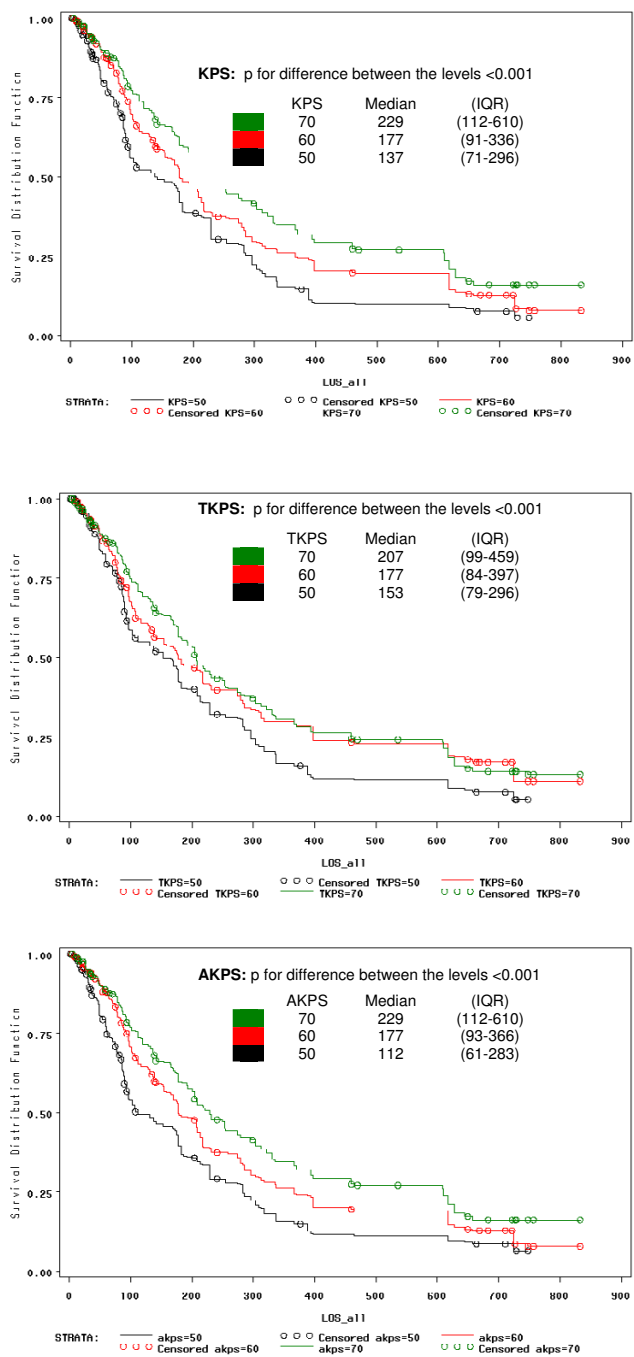 1.00
KPS: p for difference between the levels <0.001
KPS Median (IQR)
70 229 (112-610)
60 177 (91-336)
50 137 (71-296)
0.75
0.50
0.25
0.00
Survival Distribution Function
0 100 200 300 400 500 600 700 800 900
LOS_all
STRATA: KPS=50 Censored KPS=50 KPS=60
Censored KPS=60 KPS=70 Censored KPS=70
1.00
TKPS: p for difference between the levels <0.001
TKPS Median (IQR)
70 207 (99-459)
60 177 (84-397)
50 153 (79-296)
0.75
0.50
0.25
0.00
Survival Distribution Function
0 100 200 300 400 500 600 700 800 900
LOS_all
STRATA: TKPS=50 Censored TKPS=50 TKPS=60
Censored TKPS=60 TKPS=70 Censored TKPS=70
1.00
AKPS: p for difference between the levels <0.001
AKPS Median (IQR)
70 229 (112-610)
60 177 (93-366)
50 112 (61-283)
0.75
0.50
0.25
0.00
Survival Distribution Function
0 100 200 300 400 500 600 700 800 900
LOS_all
STRATA: akps=50 Censored akps=50 akps=60
Censored akps=60 akps=70 Censored akps=70